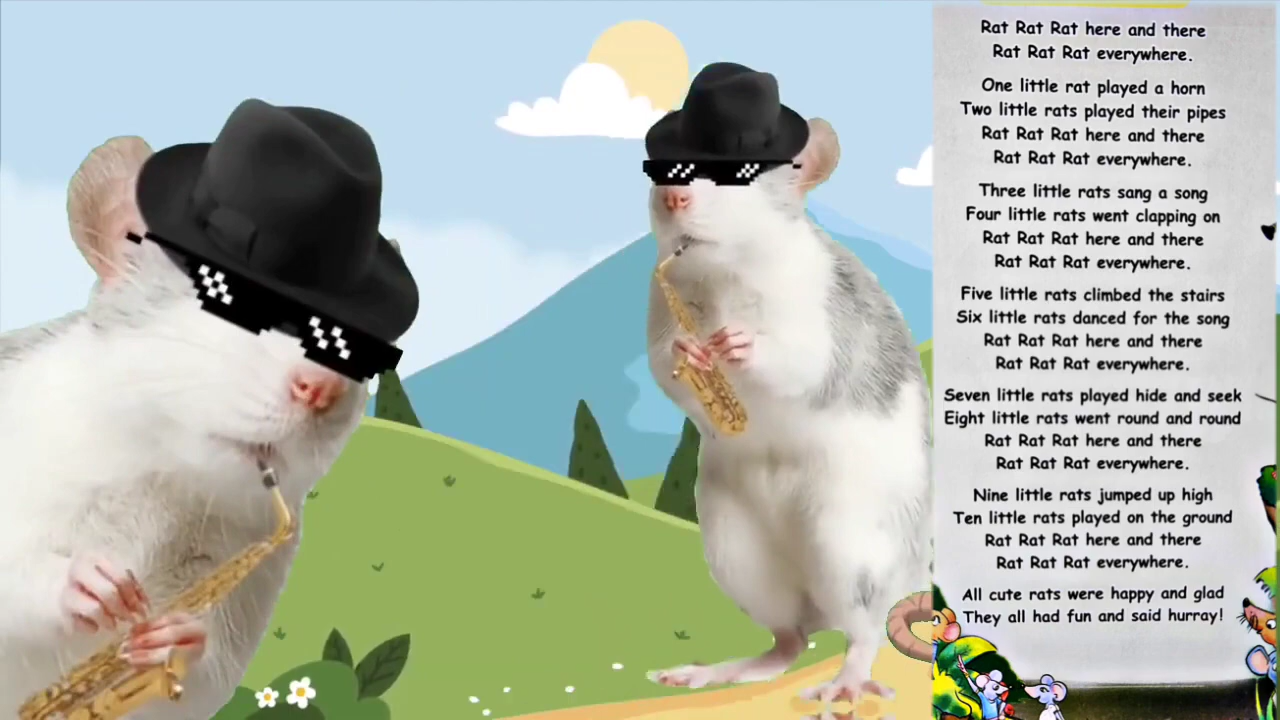 Rat Rat Rat here and there
Rat Rat Rat everywhere.
One little rat played a horn
Two little rats played their pipes
Rat Rat Rat here and there
Rat Rat Rat everywhere.
Three little rats sang a song
Four little rats went clapping on
Rat Rat Rat here and there
Rat Rat Rat everywhere.
Five little rats climbed the stairs
Six little rats danced for the song
Rat Rat Rat here and there
Rat Rat Rat everywhere.
Seven little rats played hide and seek
Eight little rats went round and round
Rat Rat Rat here and there
Rat Rat Rat everywhere.
Nine little rats jumped up high
Ten little rats played on the ground
Rat Rat Rat here and there
Rat Rat Rat everywhere.
All cute rats were happy and glad
They all had fun and said hurray!